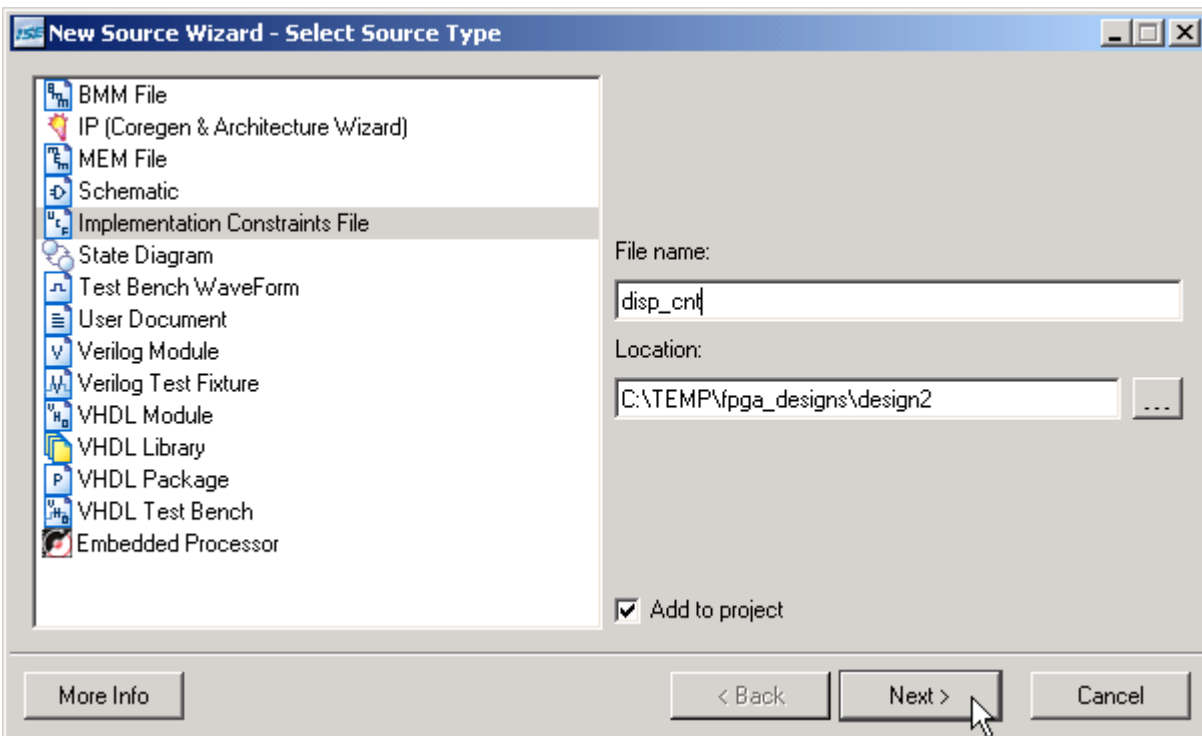 ISE New Source Wizard - Select Source Type
BMM File
IP (Coregen & Architecture Wizard)
MEM File
Schematic
Implementation Constraints File
State Diagram
Test Bench WaveForm
User Document
Verilog Module
Verilog Test Fixture
VHDL Module
VHDL Library
VHDL Package
VHDL Test Bench
Embedded Processor
File name:
disp_cnt
Location:
C:\TEMP\fpga_designs\design2
...
Add to project
More Info
< Back
Next >
Cancel